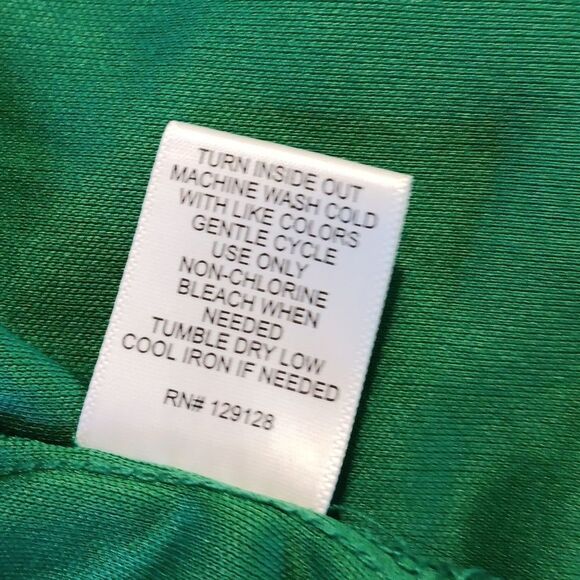 TURN INSIDE OUT
MACHINE WASH COLD
WITH LIKE COLORS
GENTLE CYCLE
USE ONLY
NON-CHLORINE
BLEACH WHEN
NEEDED
TUMBLE DRY LOW
COOL IRON IF NEEDED
RN# 129128